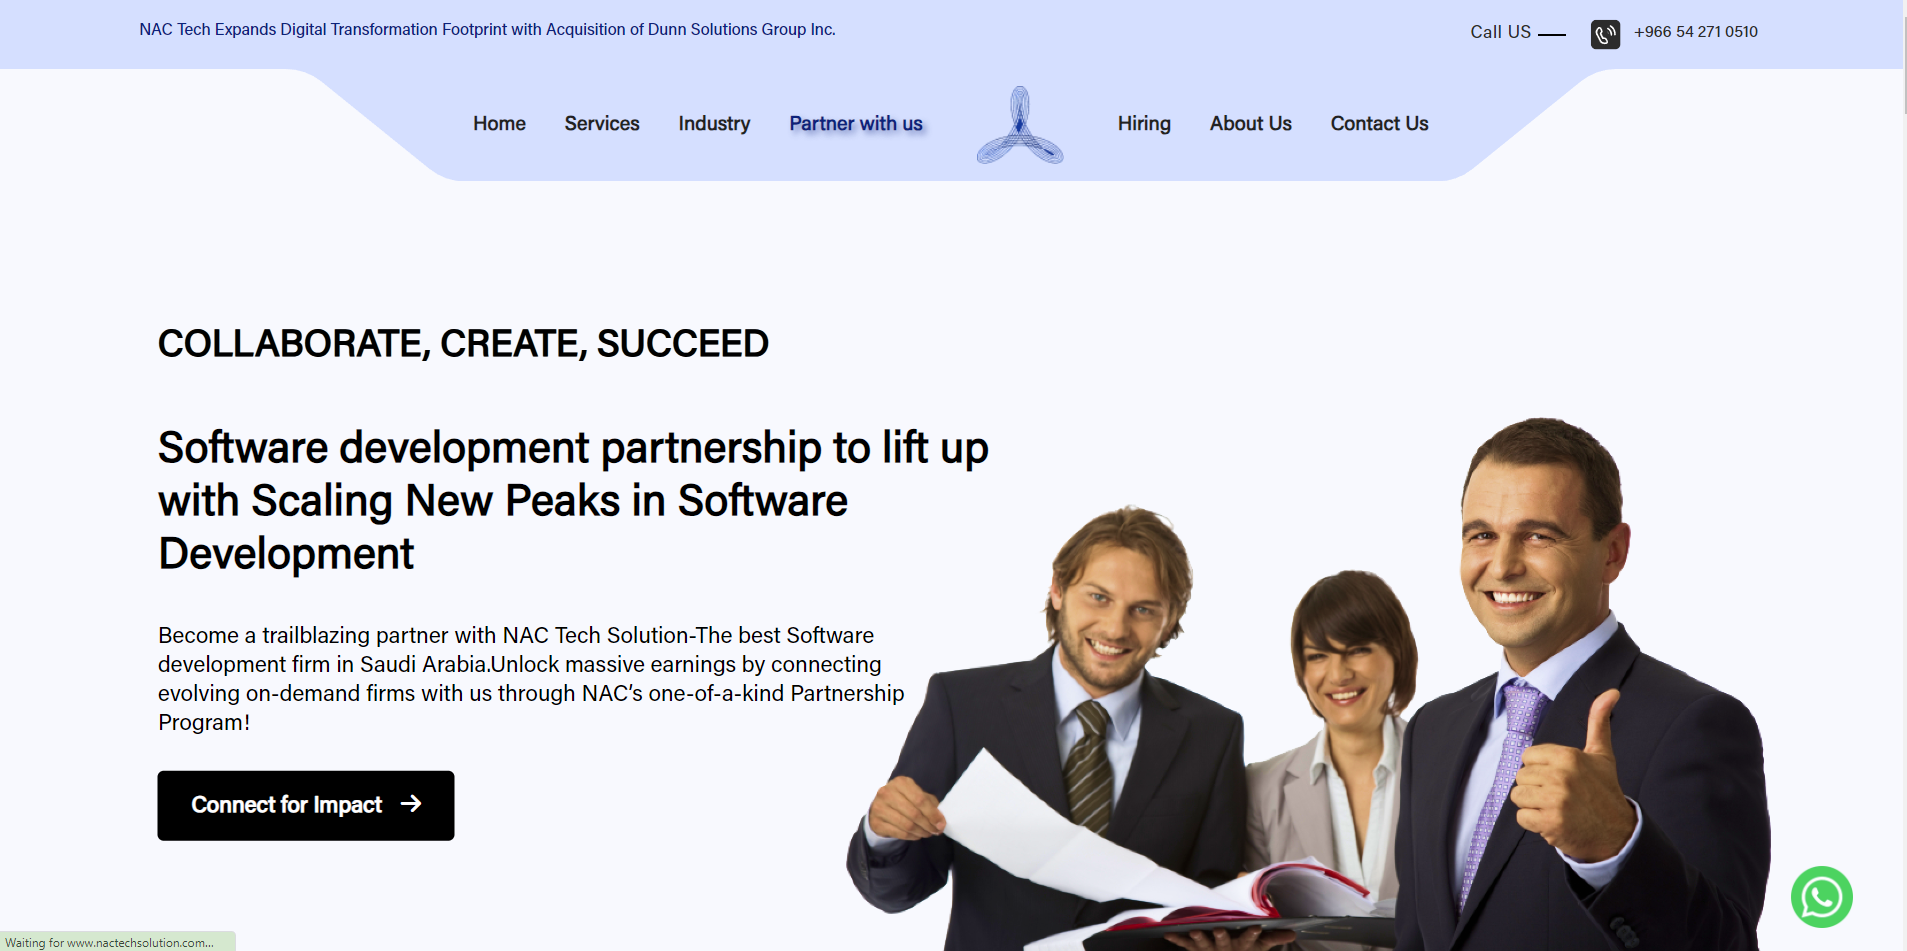 NAC Tech Expands Digital Transformation Footprint with Acquisition of Dunn Solutions Group Inc.
Call US
+966 54 271 0510
Home
Services
Industry
Partner with us
Hiring
About Us
Contact Us
COLLABORATE, CREATE, SUCCEED
Software development partnership to lift up
with Scaling New Peaks in Software
Development
Become a trailblazing partner with NAC Tech Solution-The best Software
development firm in Saudi Arabia.Unlock massive earnings by connecting
evolving on-demand firms with us through NAC’s one-of-a-kind Partnership
Program!
Connect for Impact
Waiting for www.nactechsolution.com...